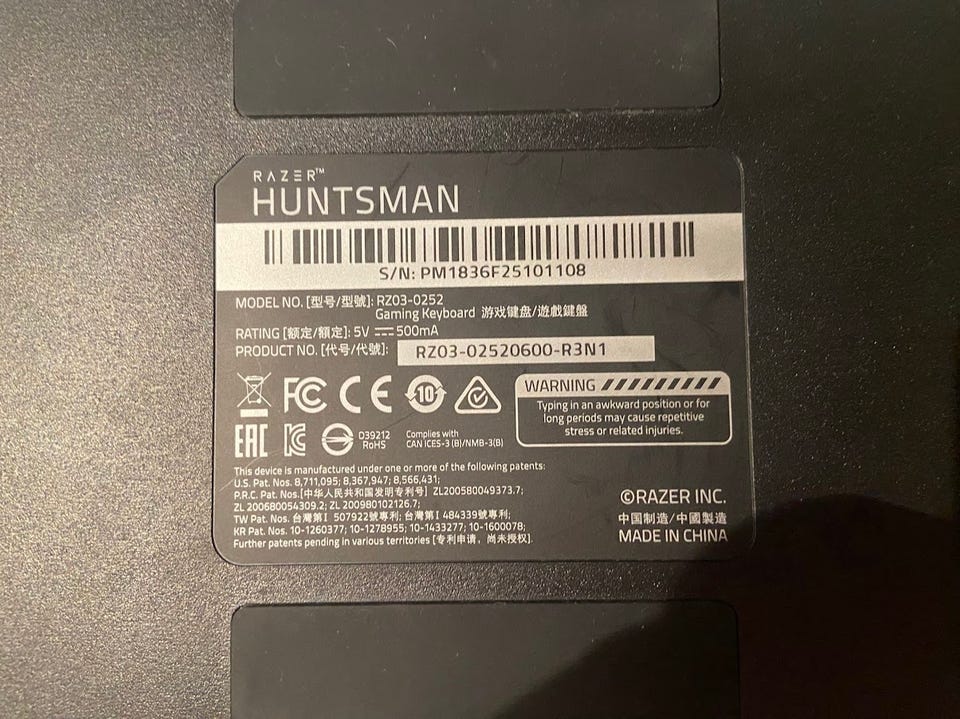 RAZER™
HUNTSMAN
S/N: PM1836F25101108
MODEL NO. [型号/型號]: RZ03-0252
Gaming Keyboard 游戏键盘/遊戲鍵盤
RATING [额定/額定]: 5V ⎓ 500mA
PRODUCT NO. [代号/代號]: RZ03-02520600-R3N1
FC CE 10
WARNING
Typing in an awkward position or for
long periods may cause repetitive
stress or related injuries.
EAC KC D39212 RoHS Complies with CAN ICES-3 (B)/NMB-3(B)
This device is manufactured under one or more of the following patents:
U.S. Pat. Nos. 8,711,095; 8,367,947; 8,566,431;
P.R.C. Pat. Nos.[中华人民共和国发明专利号] ZL200580049373.7;
ZL 200680054309.2; ZL 200980102126.7;
TW Pat. Nos. 台灣第I 507922號專利; 台灣第I 484339號專利;
KR Pat. Nos. 10-1260377; 10-1278955; 10-1433277; 10-1600078;
Further patents pending in various territories [专利申请，尚未授权].
©RAZER INC.
中国制造/中國製造
MADE IN CHINA